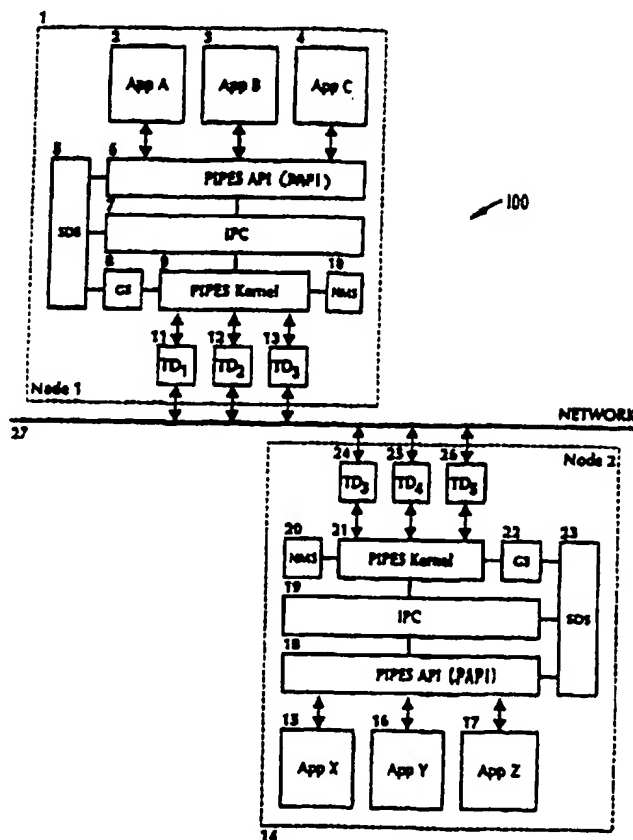 1
2 3 4
App A App B App C
5 6
PIPES API (PAPI)
7
SDS
IPC
8 9 10
GS PIPES Kernel NMS
11 12 13
TD1 TD2 TD3
Node 1
100
NETWORK
27
24 25 26
Node 2
TD3 TD4 TD5
20 21 22 23
NMS PIPES Kernel GS
19
IPC
SDS
18
PIPES API (PAPI)
15 16 17
App X App Y App Z
14